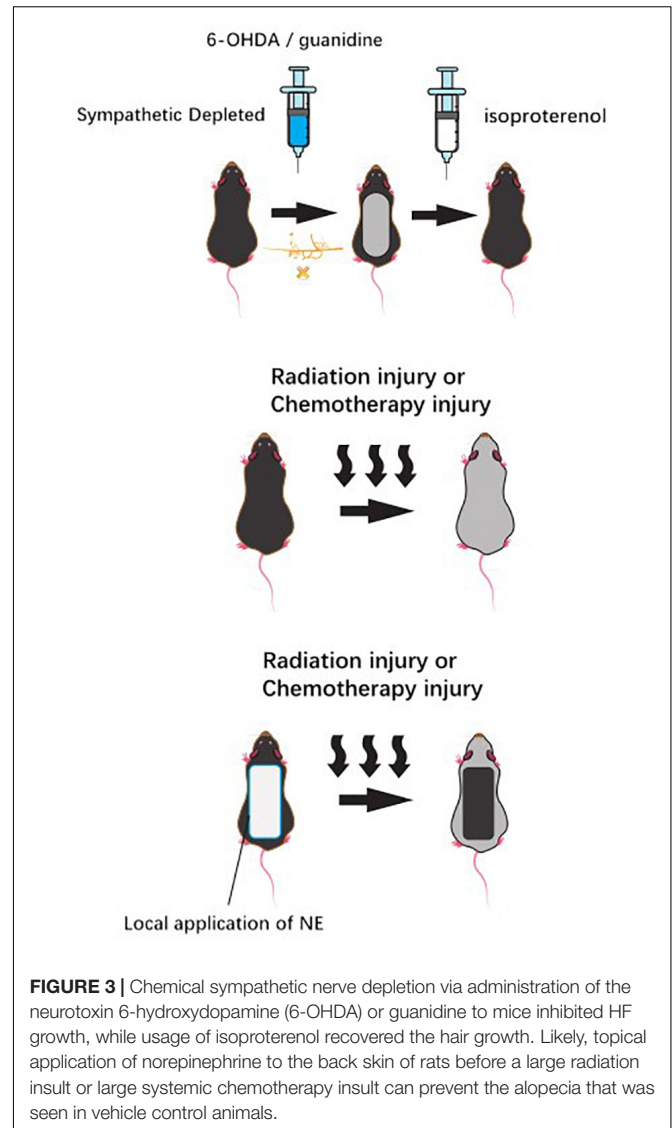 6-OHDA / guanidine
Sympathetic Depleted
isoproterenol
Radiation injury or
Chemotherapy injury
Radiation injury or
Chemotherapy injury
Local application of NE
FIGURE 3 | Chemical sympathetic nerve depletion via administration of the
neurotoxin 6-hydroxydopamine (6-OHDA) or guanidine to mice inhibited HF
growth, while usage of isoproterenol recovered the hair growth. Likely, topical
application of norepinephrine to the back skin of rats before a large radiation
insult or large systemic chemotherapy insult can prevent the alopecia that was
seen in vehicle control animals.